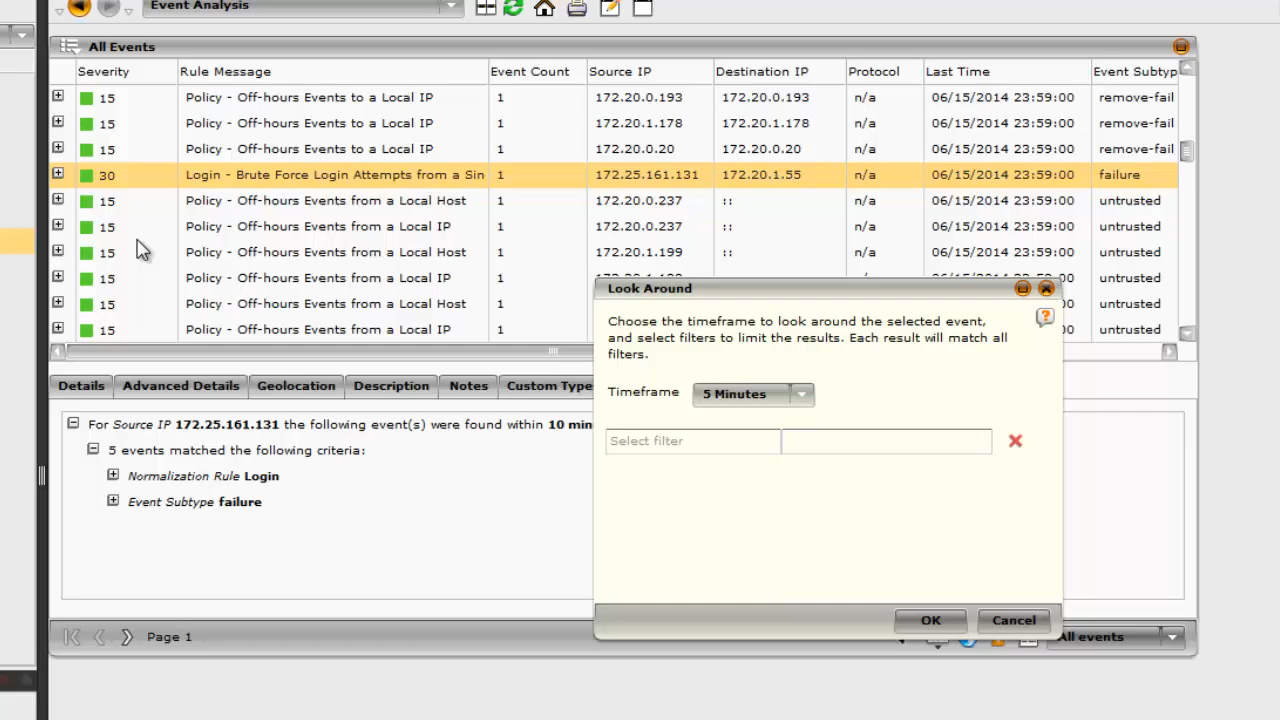 Event Analysis
All Events
Severity Rule Message Event Count Source IP Destination IP Protocol Last Time Event Subtyp
15 Policy - Off-hours Events to a Local IP 1 172.20.0.193 172.20.0.193 n/a 06/15/2014 23:59:00 remove-fail
15 Policy - Off-hours Events to a Local IP 1 172.20.1.178 172.20.1.178 n/a 06/15/2014 23:59:00 remove-fail
15 Policy - Off-hours Events to a Local IP 1 172.20.0.20 172.20.0.20 n/a 06/15/2014 23:59:00 remove-fail
30 Login - Brute Force Login Attempts from a Sin 1 172.25.161.131 172.20.1.55 n/a 06/15/2014 23:59:00 failure
15 Policy - Off-hours Events from a Local Host 1 172.20.0.237 :: n/a 06/15/2014 23:59:00 untrusted
15 Policy - Off-hours Events from a Local IP 1 172.20.0.237 :: n/a 06/15/2014 23:59:00 untrusted
15 Policy - Off-hours Events from a Local Host 1 172.20.1.199 :: n/a 06/15/2014 23:59:00 untrusted
15 Policy - Off-hours Events from a Local IP 1 untrusted
15 Policy - Off-hours Events from a Local Host 1 untrusted
15 Policy - Off-hours Events from a Local IP 1 untrusted
Look Around
Choose the timeframe to look around the selected event,
and select filters to limit the results. Each result will match all
filters.
Timeframe 5 Minutes
Select filter
OK Cancel
Details Advanced Details Geolocation Description Notes Custom Type
For Source IP 172.25.161.131 the following event(s) were found within 10 min
5 events matched the following criteria:
Normalization Rule Login
Event Subtype failure
Page 1
All events